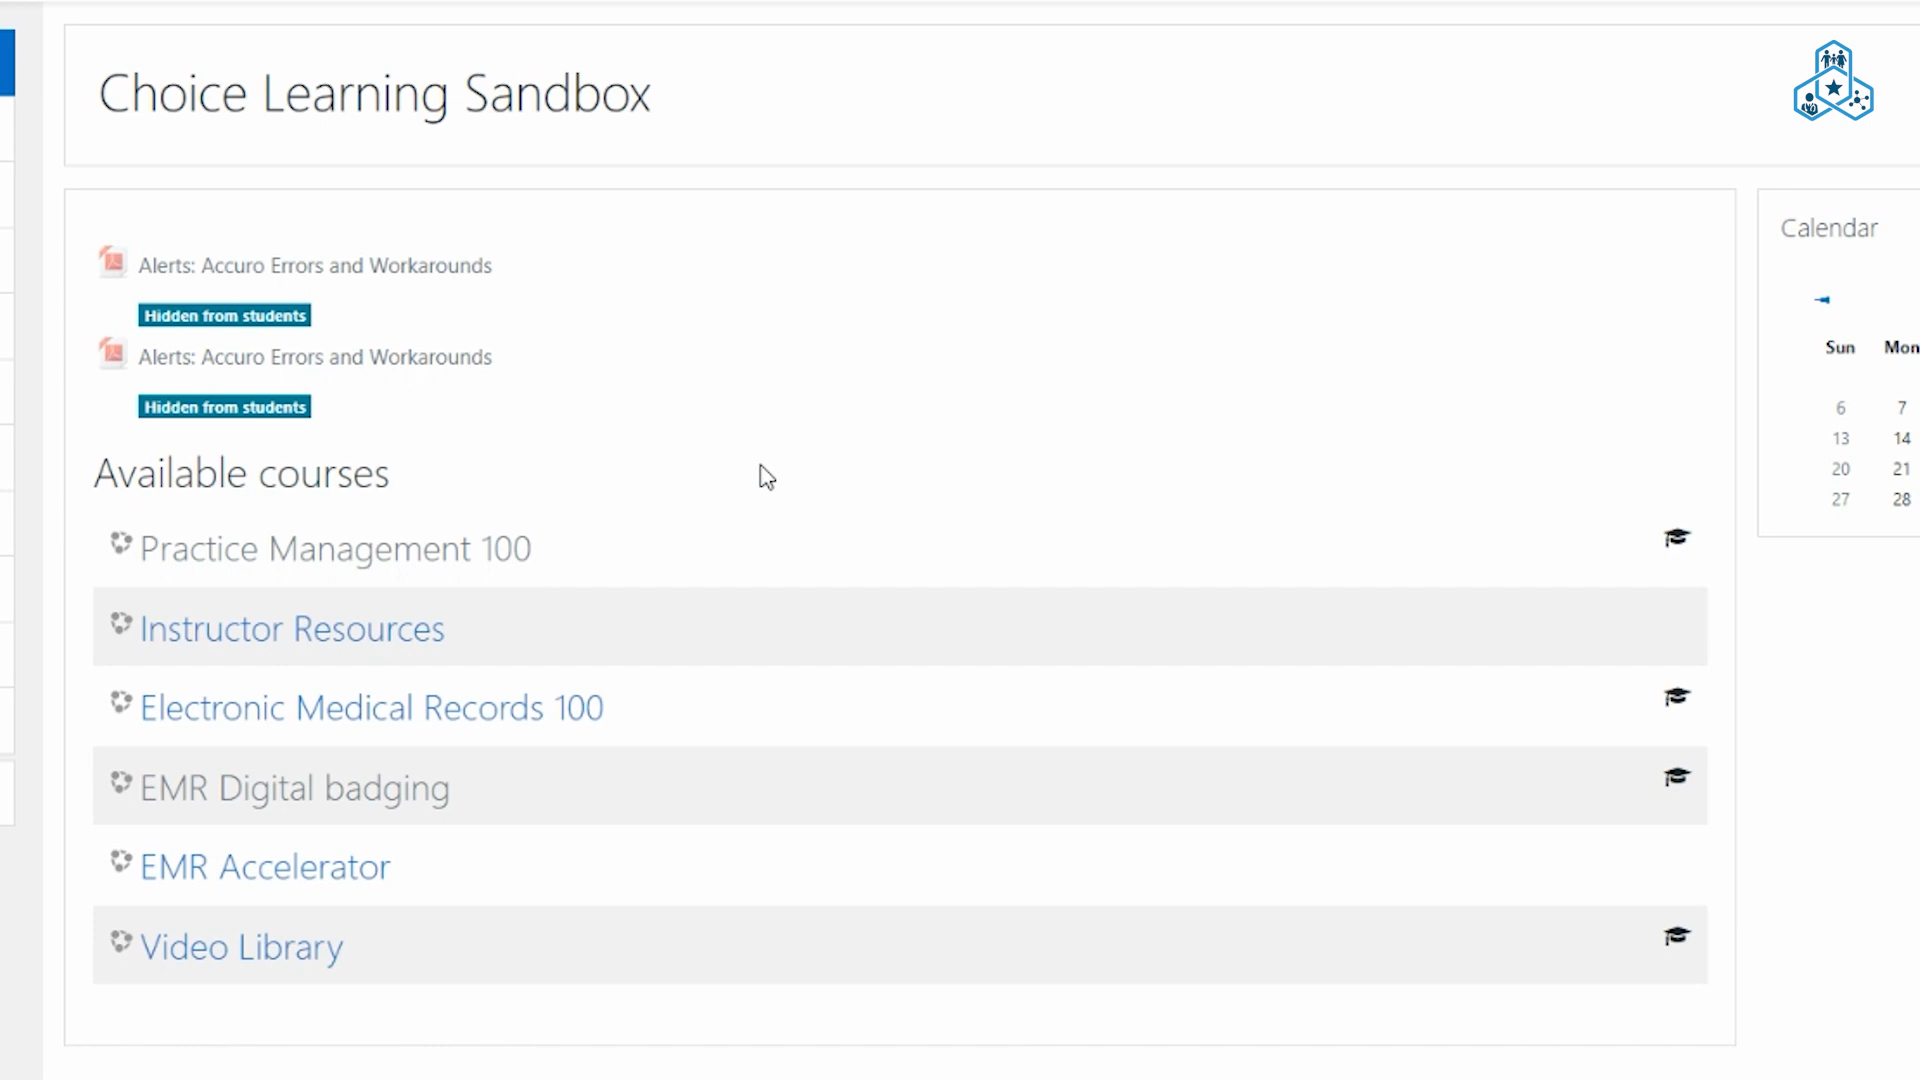 Choice Learning Sandbox
Alerts: Accuro Errors and Workarounds
Hidden from students
Alerts: Accuro Errors and Workarounds
Hidden from students
Available courses
Practice Management 100
Instructor Resources
Electronic Medical Records 100
EMR Digital badging
EMR Accelerator
Video Library
Calendar
Sun Mon
6 7
13 14
20 21
27 28